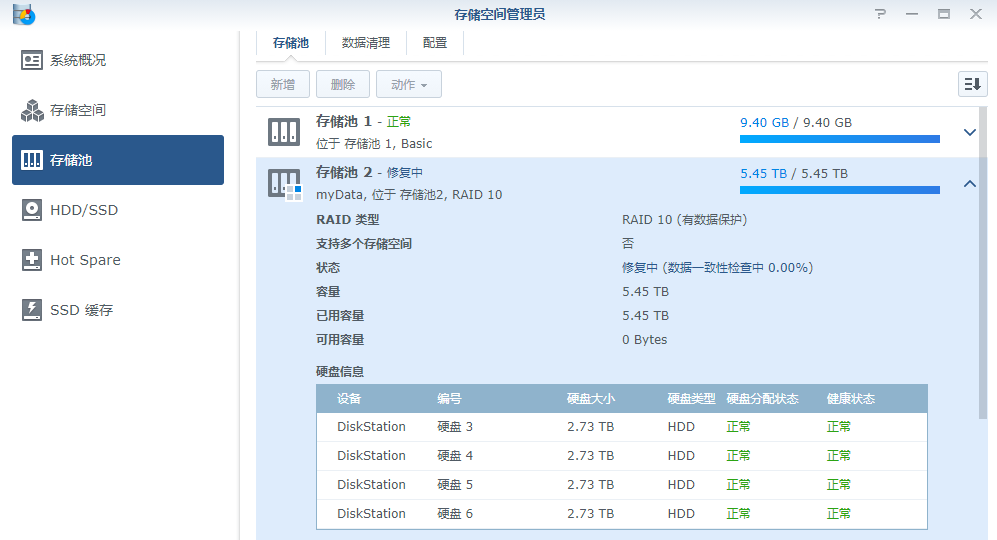 存储空间管理员
系统概况
存储空间
存储池
HDD/SSD
Hot Spare
SSD 缓存
存储池 数据清理 配置
新增 删除 动作
存储池 1 - 正常
位于 存储池 1, Basic
9.40 GB / 9.40 GB
存储池 2 - 修复中
myData, 位于 存储池2, RAID 10
5.45 TB / 5.45 TB
RAID 类型 RAID 10 (有数据保护)
支持多个存储空间 否
状态 修复中 (数据一致性检查中 0.00%)
容量 5.45 TB
已用容量 5.45 TB
可用容量 0 Bytes
硬盘信息
设备 编号 硬盘大小 硬盘类型 硬盘分配状态 健康状态
DiskStation 硬盘 3 2.73 TB HDD 正常 正常
DiskStation 硬盘 4 2.73 TB HDD 正常 正常
DiskStation 硬盘 5 2.73 TB HDD 正常 正常
DiskStation 硬盘 6 2.73 TB HDD 正常 正常